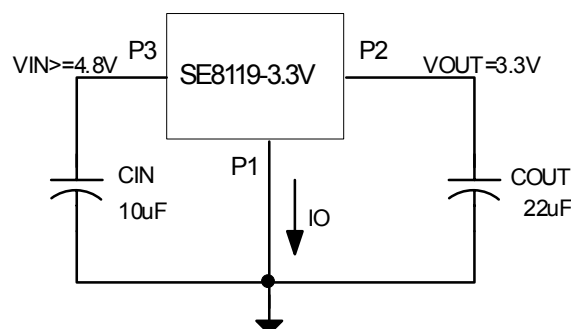 P3
P2
VIN>=4.8V
SE8119-3.3V
VOUT=3.3V
P1
CIN
10uF
IO
COUT
22uF